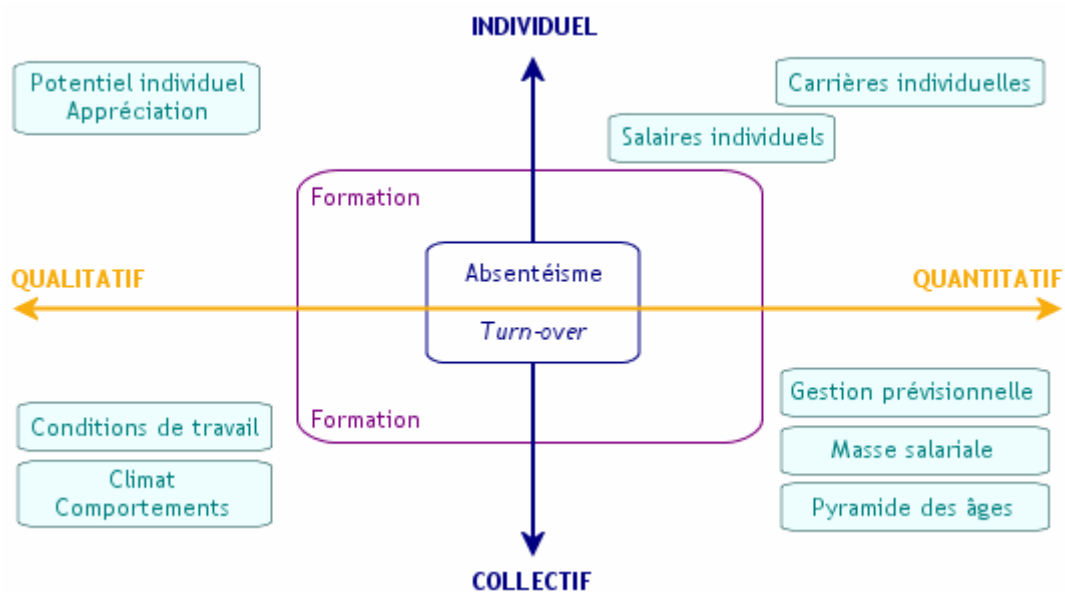 INDIVIDUEL
Potentiel individuel
Appréciation
Carrières individuelles
Salaires individuels
Formation
QUALITATIF
Absentéisme
QUANTITATIF
Turn-over
Gestion prévisionnelle
Formation
Conditions de travail
Masse salariale
Climat
Comportements
Pyramide des âges
COLLECTIF